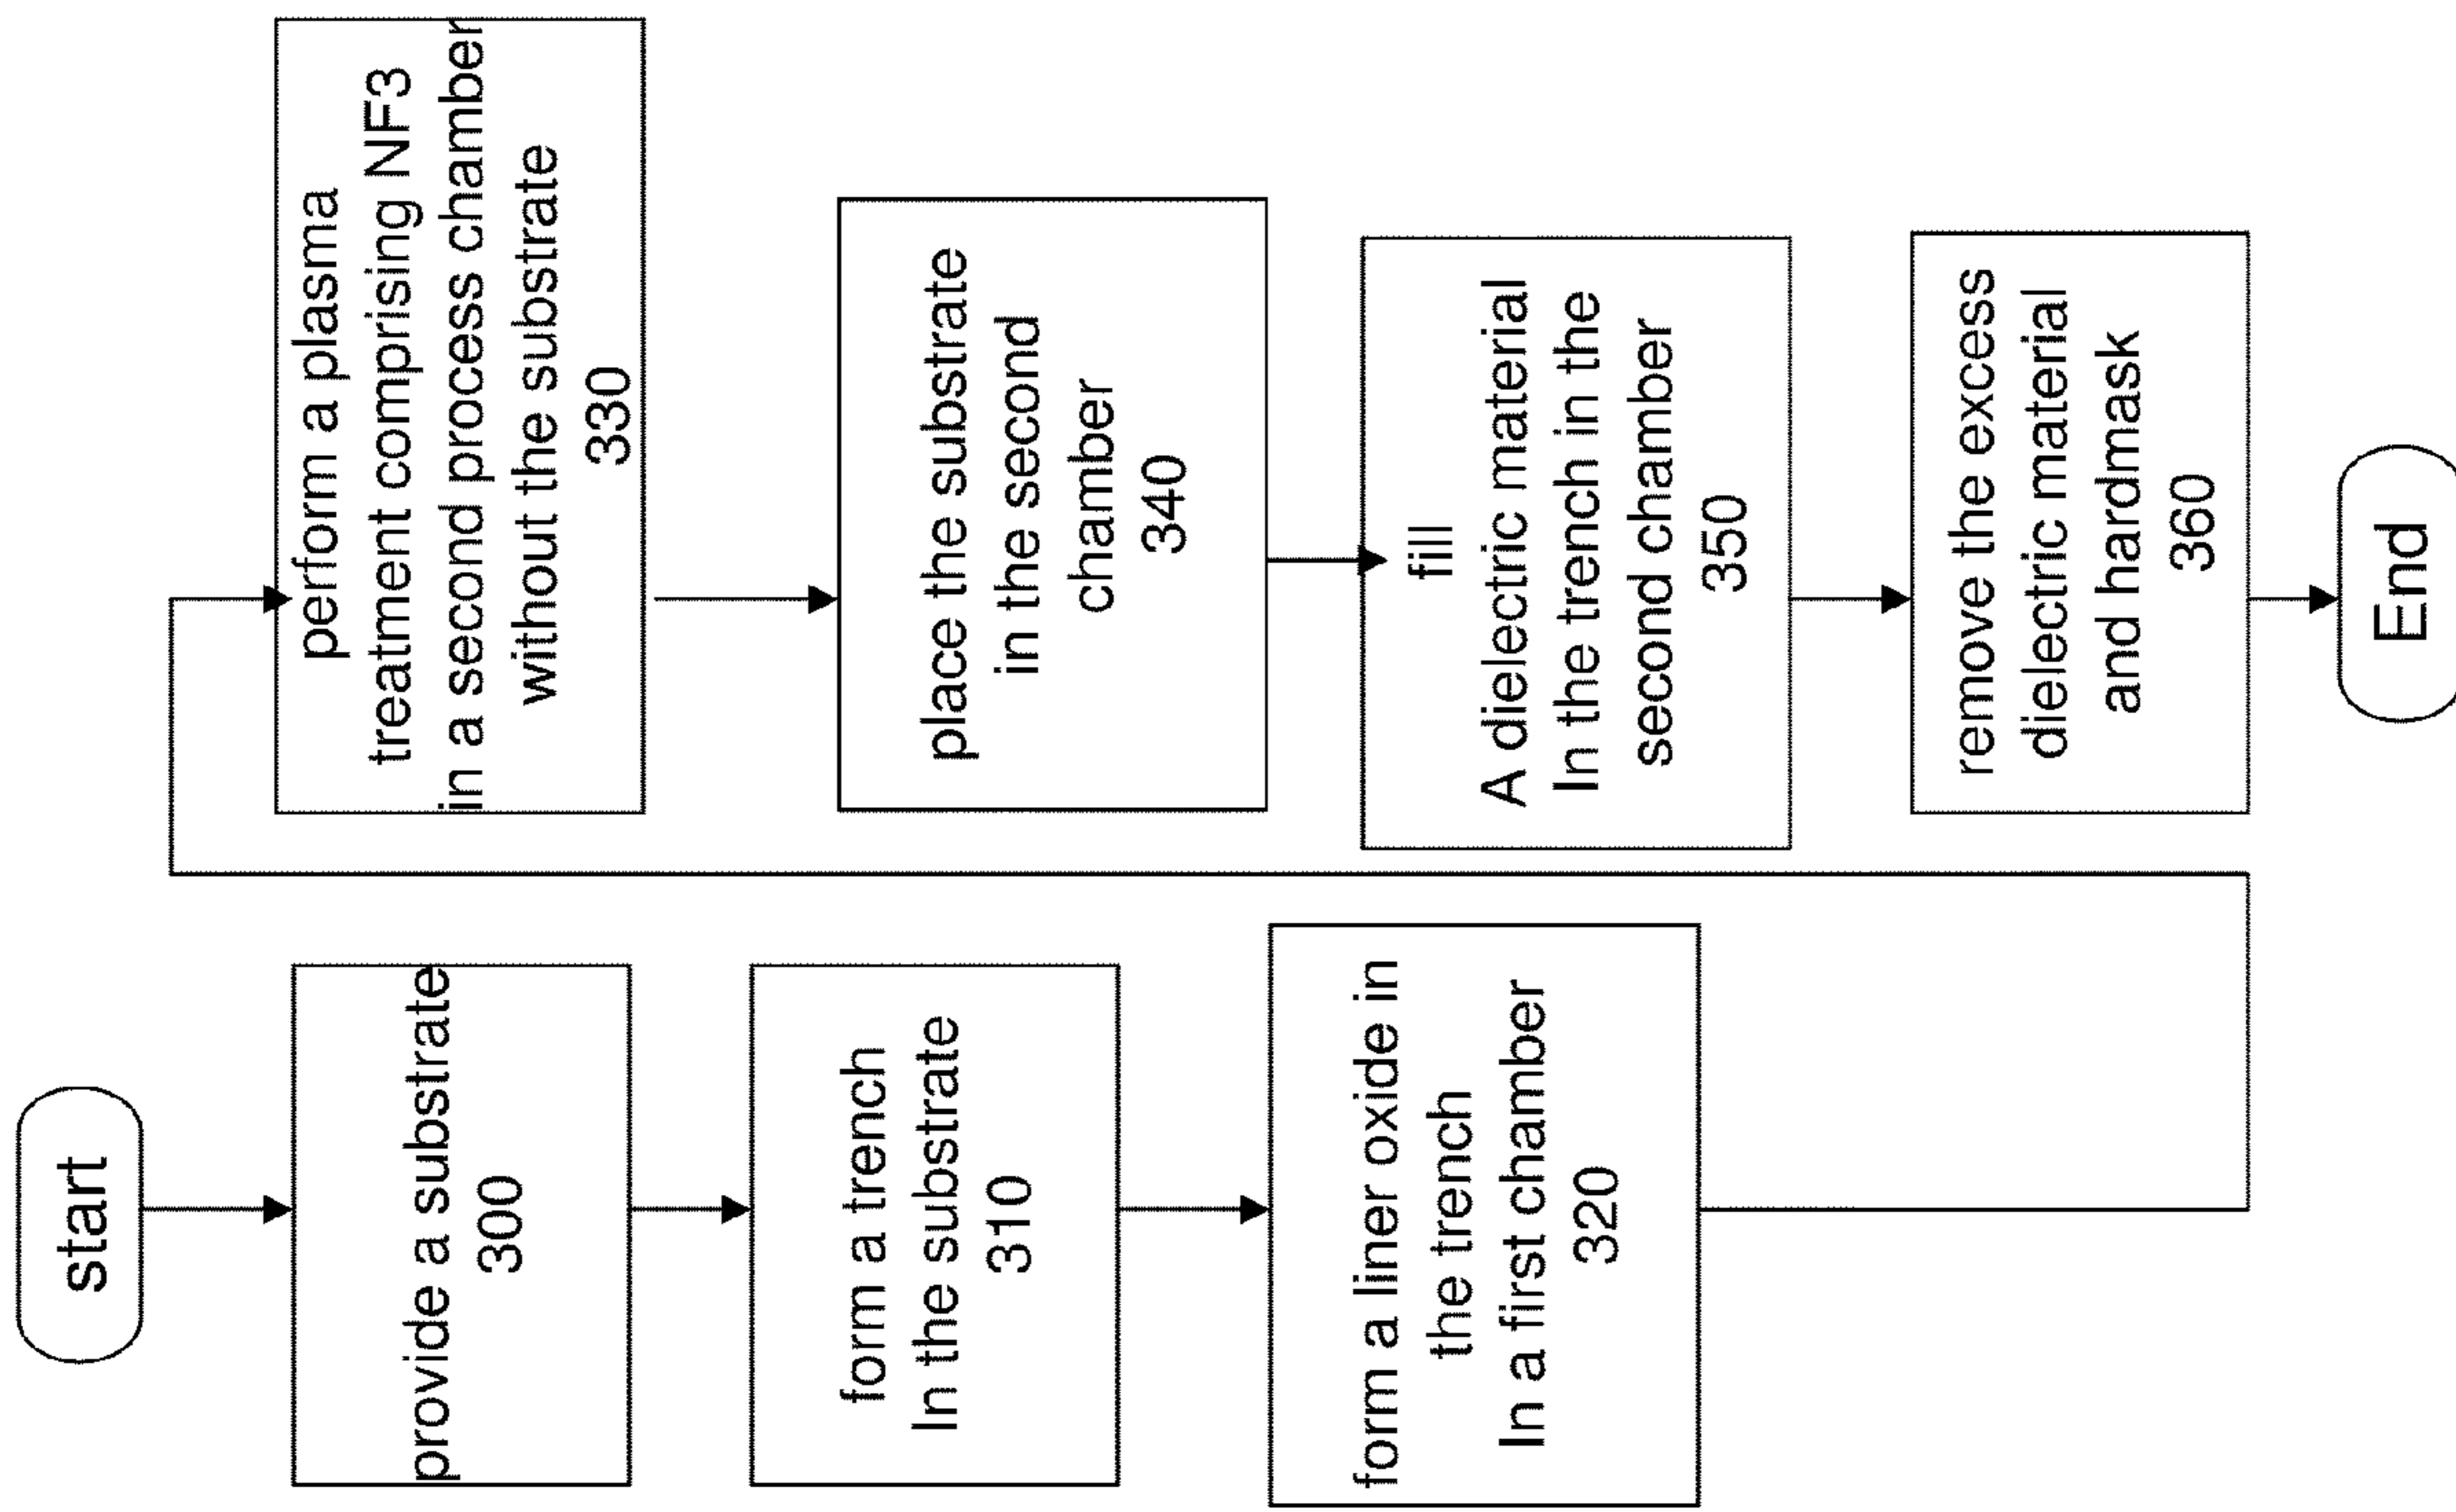 start
provide a substrate
300
form a trench
In the substrate
310
form a liner oxide in
the trench
In a first chamber
320
perform a plasma
treatment comprising NF3
in a second process chamber
without the substrate
330
place the substrate
in the second
chamber
340
fill
A dielectric material
In the trench in the
second chamber
350
remove the excess
dielectric material
and hardmask
360
End